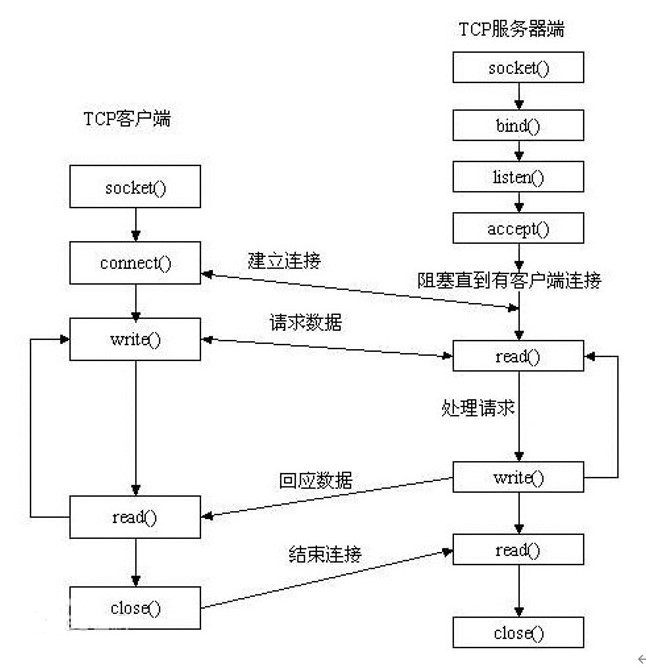 TCP服务器端
socket()
bind()
listen()
accept()
阻塞直到有客户端连接
read()
处理请求
write()
read()
close()
TCP客户端
socket()
connect()
write()
read()
close()
建立连接
请求数据
回应数据
结束连接